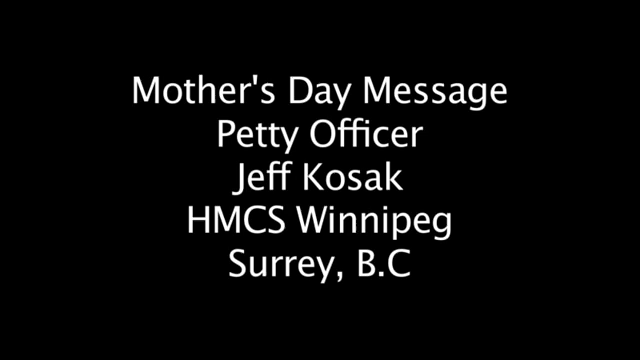 Mother's Day Message
Petty Officer
Jeff Kosak
HMCS Winnipeg
Surrey, B.C